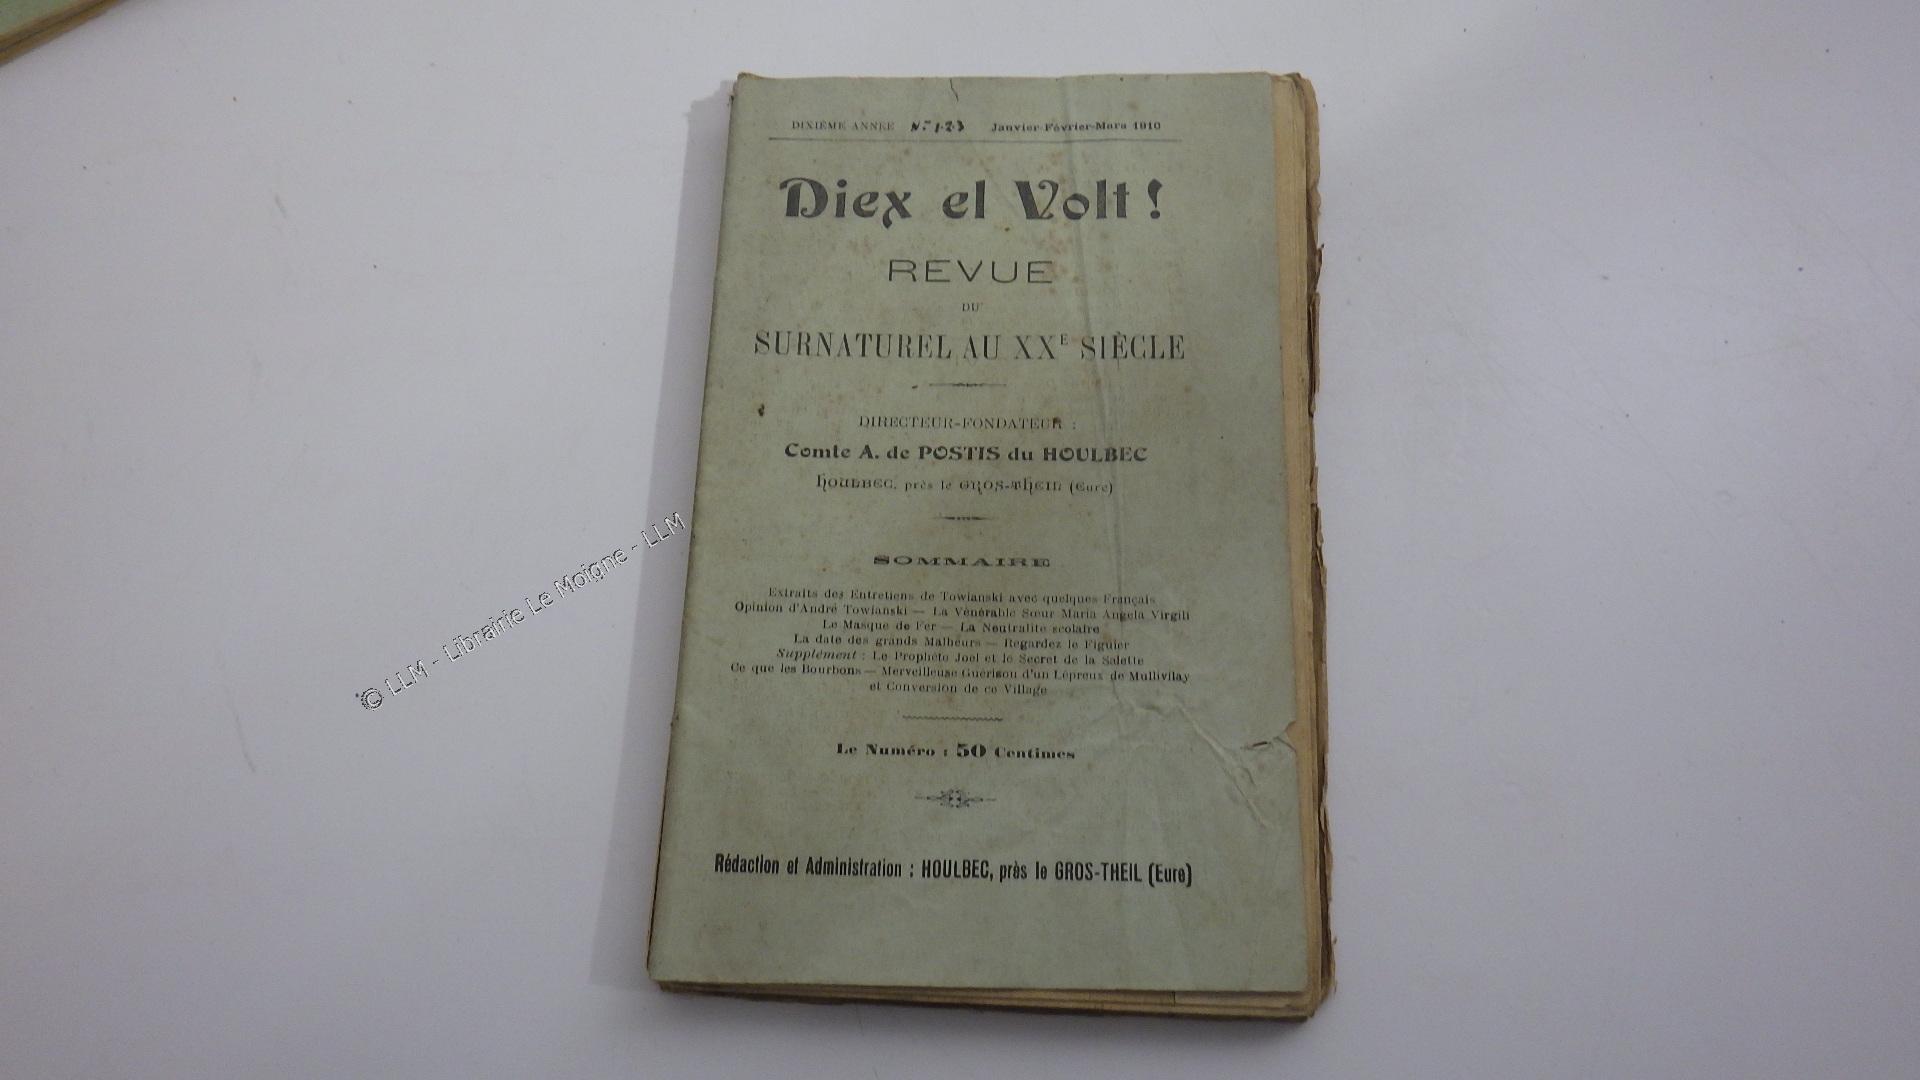 DIXIÈME ANNÉE Nos 1-2-3 Janvier-Février-Mars 1910
Diex el Volt !
REVUE
DU
SURNATUREL AU XXE SIÈCLE
DIRECTEUR-FONDATEUR :
Comte A. de POSTIS du HOULBEC
HOULBEC, près le GROS-THEIL (Eure)
SOMMAIRE
Extraits des Entretiens de Towianski avec quelques Français
Opinion d'André Towianski — La Vénérable Sœur Maria Angela Virgili
Le Masque de Fer — La Neutralité scolaire
La date des grands Malheurs — Regardez le Figuier
Supplément : Le Prophète Joel et le Secret de la Salette
Ce que les Bourbons — Merveilleuse Guérison d'un Lépreux de Mullivilay
et Conversion de ce Village
Le Numéro : 50 Centimes
Rédaction et Administration : HOULBEC, près le GROS-THEIL (Eure)
© LLM - Librairie Le Moigne - LLM